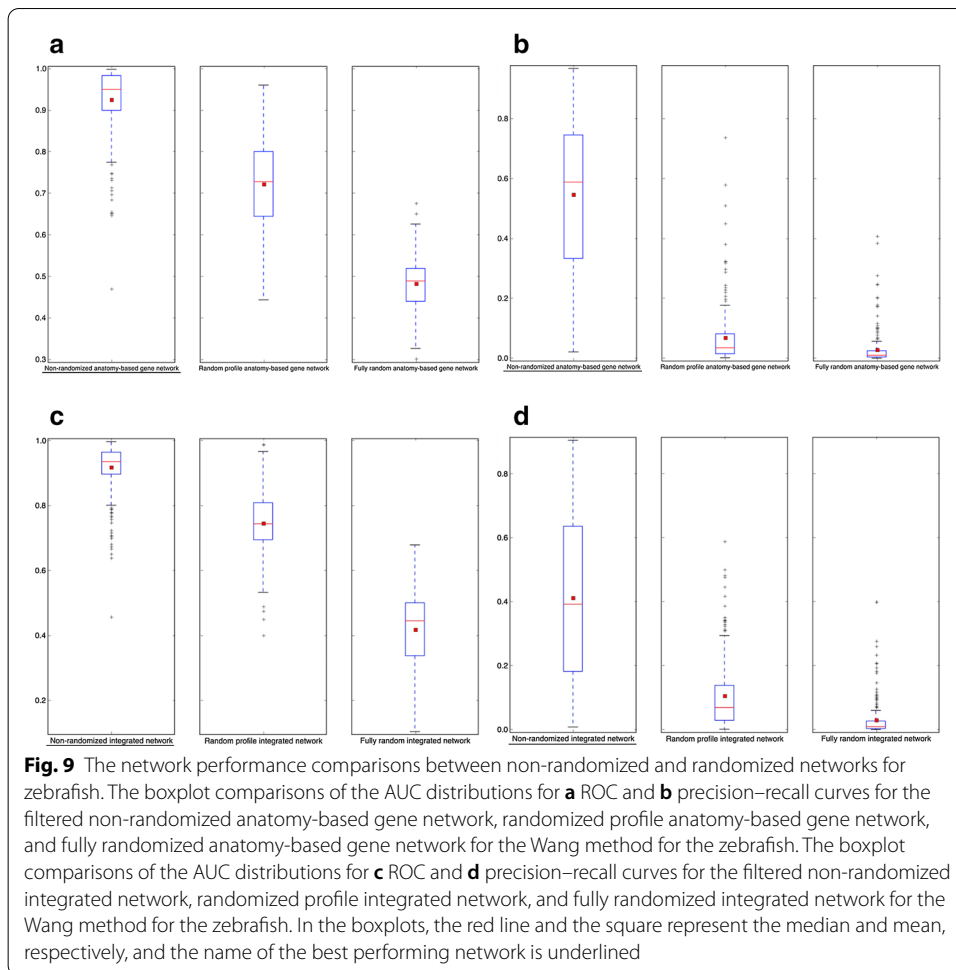 a
b
1.0
0.9
0.8
0.7
0.6
0.5
0.4
0.3
Non-randomized anatomy-based gene network
Random profile anatomy-based gene network
Fully random anatomy-based gene network
0.8
0.6
0.4
0.2
0.0
Non-randomized anatomy-based gene network
Random profile anatomy-based gene network
Fully random anatomy-based gene network
c
d
1.0
0.8
0.6
0.4
0.2
Non-randomized integrated network
Random profile integrated network
Fully random integrated network
0.8
0.6
0.4
0.2
0.0
Non-randomized integrated network
Random profile integrated network
Fully random integrated network
Fig. 9 The network performance comparisons between non-randomized and randomized networks for
zebrafish. The boxplot comparisons of the AUC distributions for a ROC and b precision–recall curves for the
filtered non-randomized anatomy-based gene network, randomized profile anatomy-based gene network,
and fully randomized anatomy-based gene network for the Wang method for the zebrafish. The boxplot
comparisons of the AUC distributions for c ROC and d precision–recall curves for the filtered non-randomized
integrated network, randomized profile integrated network, and fully randomized integrated network for the
Wang method for the zebrafish. In the boxplots, the red line and the square represent the median and mean,
respectively, and the name of the best performing network is underlined